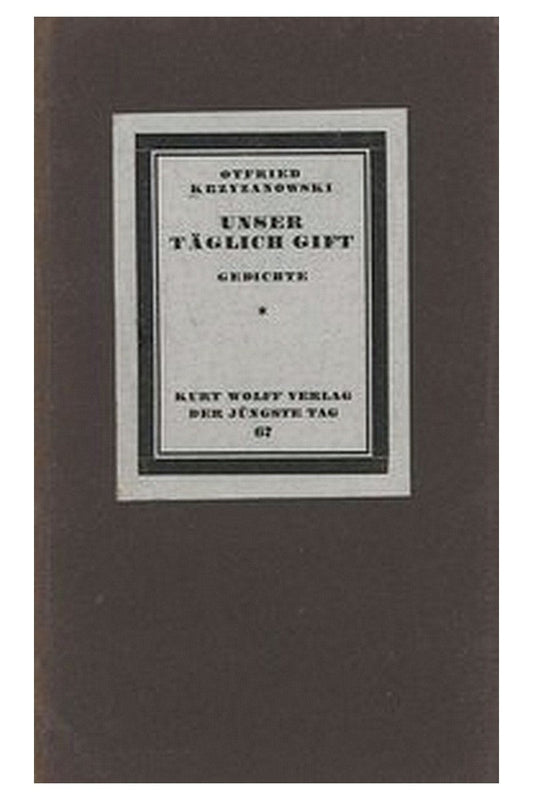 OTFRIED
KRZYZANOWSKI
UNSER
TÄGLICH GIFT
GEDICHTE
*
KURT WOLFF VERLAG
DER JÜNGSTE TAG
67